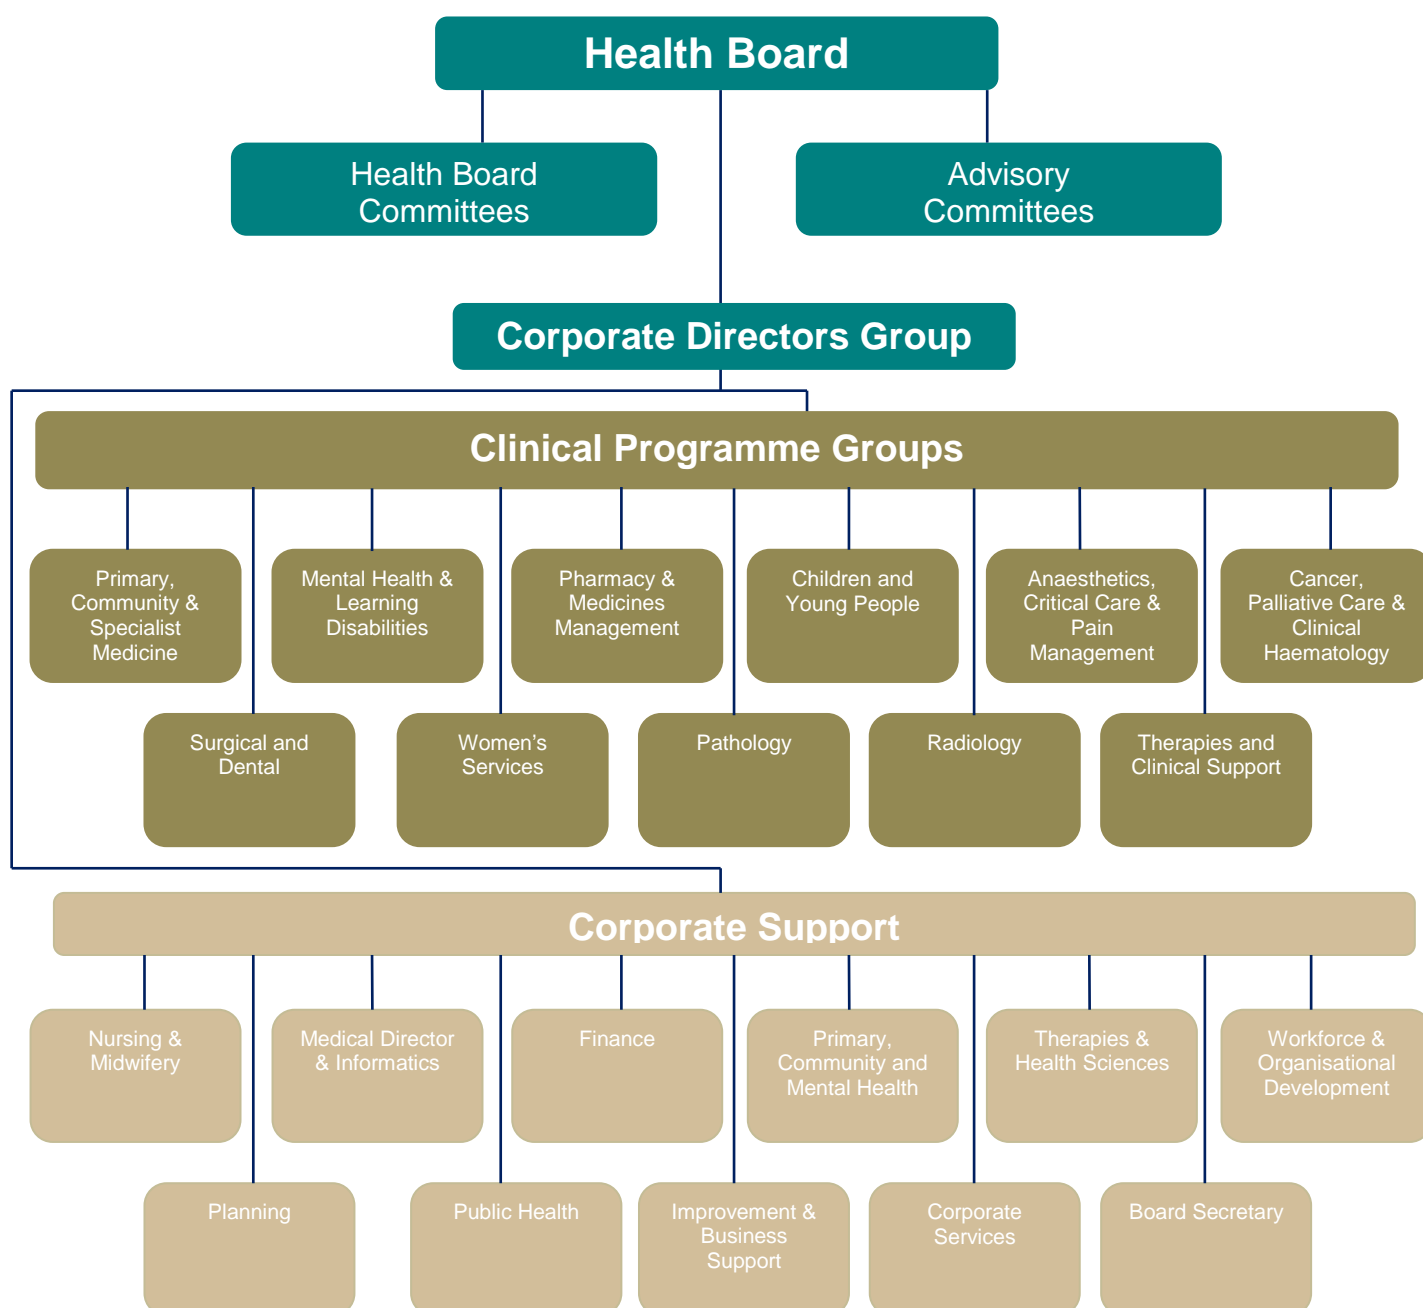 Health Board
Health Board
Committees
Advisory
Committees
Corporate Directors Group
Clinical Programme Groups
Primary,
Community &
Specialist
Medicine
Mental Health &
Learning
Disabilities
Pharmacy &
Medicines
Management
Children and
Young People
Anaesthetics,
Critical Care &
Pain
Management
Cancer,
Palliative Care &
Clinical
Haematology
Surgical and
Dental
Women's
Services
Pathology
Radiology
Therapies and
Clinical Support
Corporate Support
Nursing &
Midwifery
Medical Director
& Informatics
Finance
Primary,
Community and
Mental Health
Therapies &
Health Sciences
Workforce &
Organisational
Development
Planning
Public Health
Improvement &
Business
Support
Corporate
Services
Board Secretary